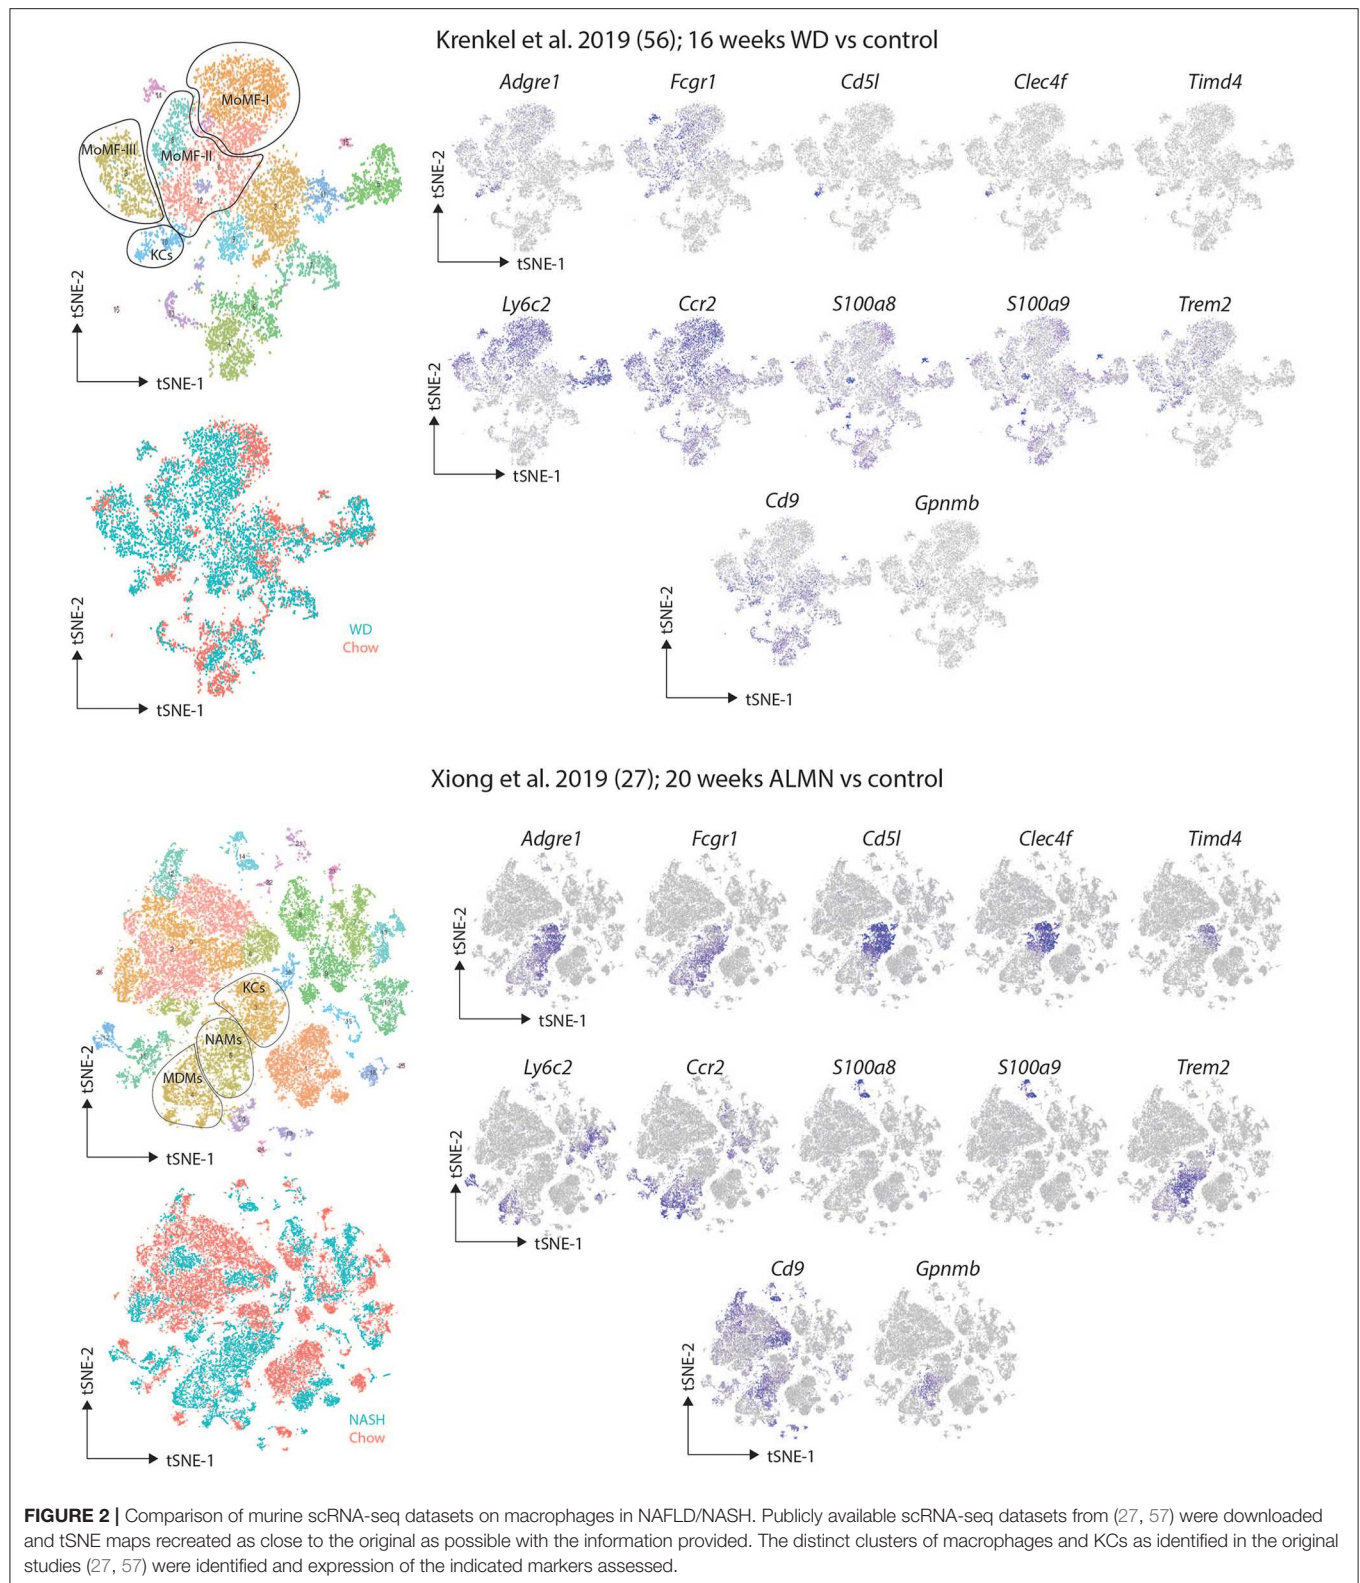 Krenkel et al. 2019 (56); 16 weeks WD vs control
MoMF-I
MoMF-II
MoMF-III
KCs
14
15
16
tSNE-2
tSNE-1
Adgre1
Fcgr1
Cd5l
Clec4f
Timd4
tSNE-2
tSNE-1
Ly6c2
Ccr2
S100a8
S100a9
Trem2
tSNE-2
tSNE-1
WD
Chow
tSNE-2
tSNE-1
Cd9
Gpnmb
tSNE-2
tSNE-1
Xiong et al. 2019 (27); 20 weeks ALMN vs control
KCs
NAMs
MDMs
14
tSNE-2
tSNE-1
Adgre1
Fcgr1
Cd5l
Clec4f
Timd4
tSNE-2
tSNE-1
Ly6c2
Ccr2
S100a8
S100a9
Trem2
tSNE-2
tSNE-1
NASH
Chow
tSNE-2
tSNE-1
Cd9
Gpnmb
tSNE-2
tSNE-1
FIGURE 2 | Comparison of murine scRNA-seq datasets on macrophages in NAFLD/NASH. Publicly available scRNA-seq datasets from (27, 57) were downloaded
and tSNE maps recreated as close to the original as possible with the information provided. The distinct clusters of macrophages and KCs as identified in the original
studies (27, 57) were identified and expression of the indicated markers assessed.